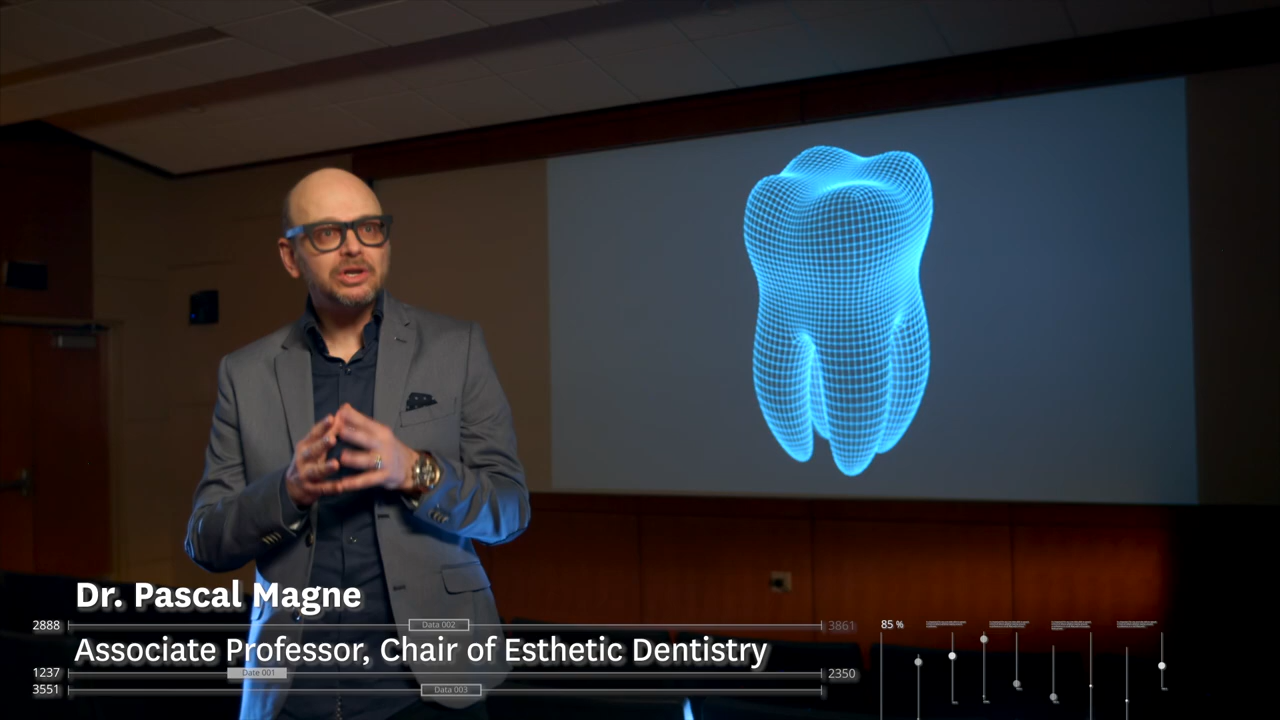 Dr. Pascal Magne
2888 Data 002 3861
Associate Professor, Chair of Esthetic Dentistry
1237 Data 001 2350
3551 Data 003
85 %